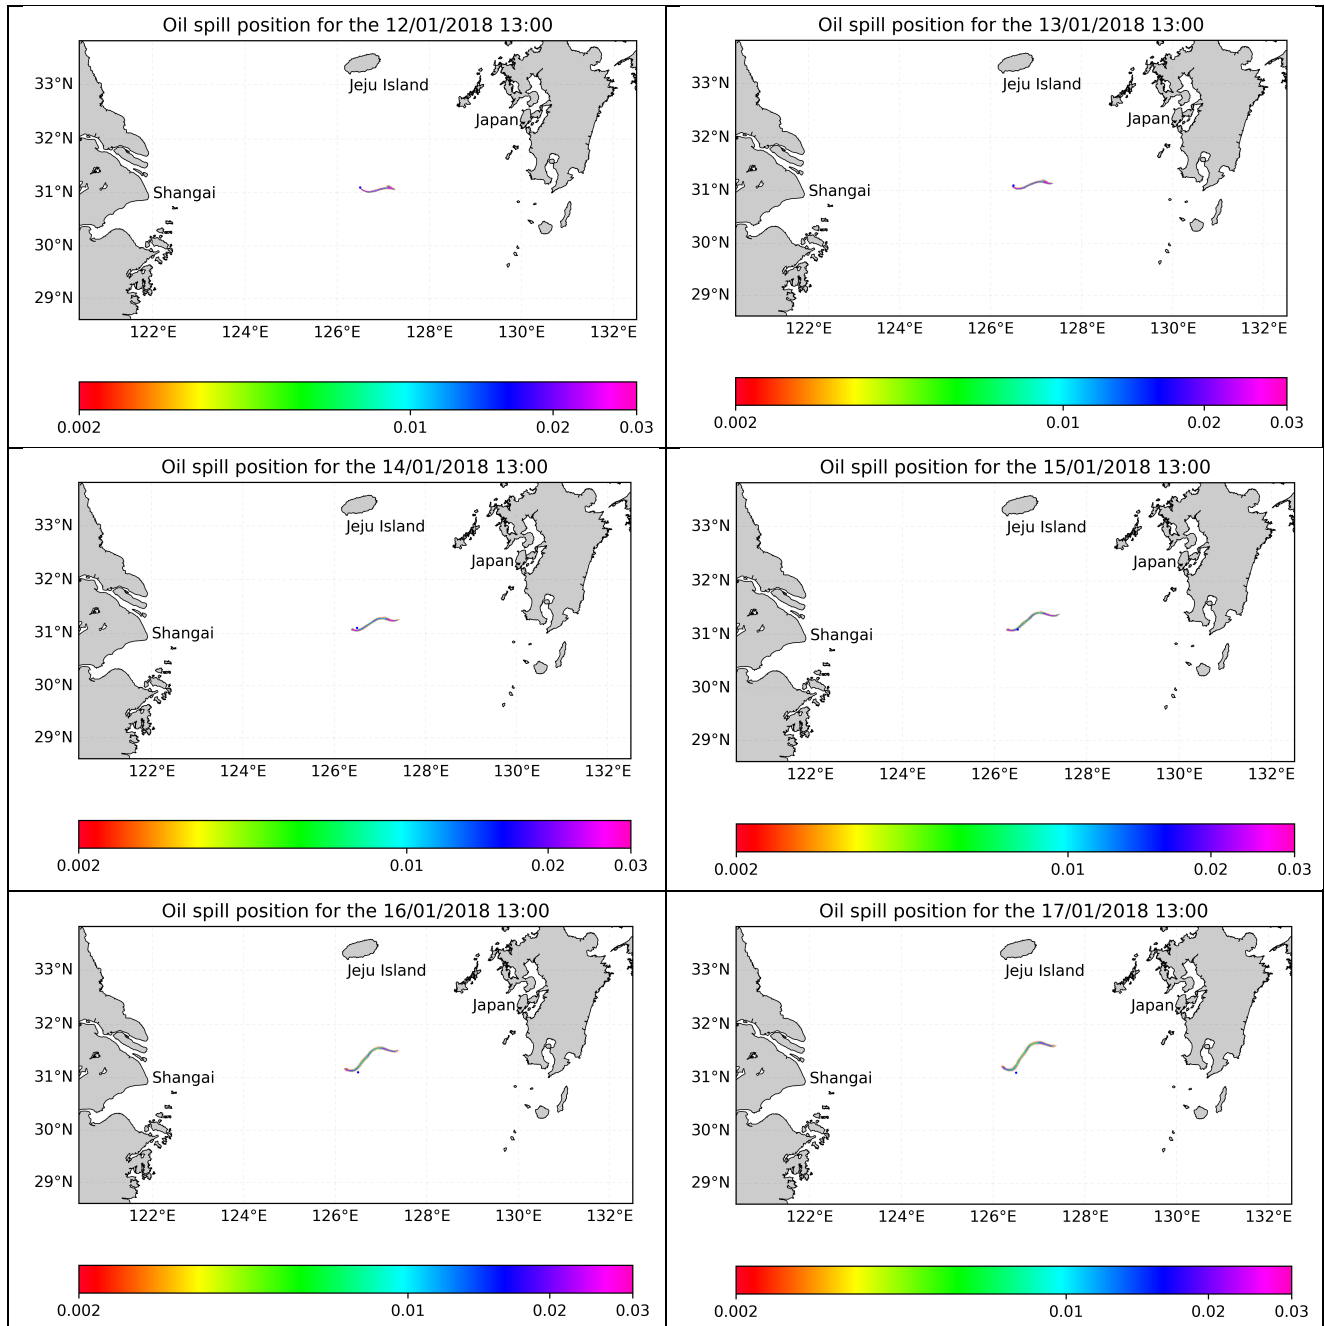 Oil spill position for the 12/01/2018 13:00
33°N
32°N
31°N
30°N
29°N
Jeju Island
Japan
Shangai
122°E 124°E 126°E 128°E 130°E 132°E
0.002 0.01 0.02 0.03
Oil spill position for the 13/01/2018 13:00
33°N
32°N
31°N
30°N
29°N
Jeju Island
Japan
Shangai
122°E 124°E 126°E 128°E 130°E 132°E
0.002 0.01 0.02 0.03
Oil spill position for the 14/01/2018 13:00
33°N
32°N
31°N
30°N
29°N
Jeju Island
Japan
Shangai
122°E 124°E 126°E 128°E 130°E 132°E
0.002 0.01 0.02 0.03
Oil spill position for the 15/01/2018 13:00
33°N
32°N
31°N
30°N
29°N
Jeju Island
Japan
Shangai
122°E 124°E 126°E 128°E 130°E 132°E
0.002 0.01 0.02 0.03
Oil spill position for the 16/01/2018 13:00
33°N
32°N
31°N
30°N
29°N
Jeju Island
Japan
Shangai
122°E 124°E 126°E 128°E 130°E 132°E
0.002 0.01 0.02 0.03
Oil spill position for the 17/01/2018 13:00
33°N
32°N
31°N
30°N
29°N
Jeju Island
Japan
Shangai
122°E 124°E 126°E 128°E 130°E 132°E
0.002 0.01 0.02 0.03